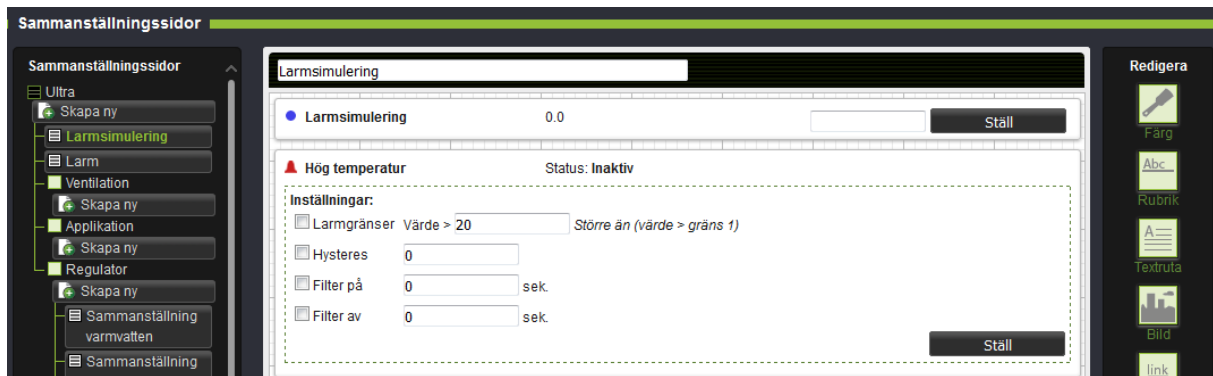 Sammanställningssidor
Sammanställningssidor
Ultra
Skapa ny
Larmsimulering
Larm
Ventilation
Skapa ny
Applikation
Skapa ny
Regulator
Skapa ny
Sammanställning
varmvatten
Sammanställning
Larmsimulering
Larmsimulering 0.0 Ställ
Hög temperatur Status: Inaktiv
Inställningar:
Larmgränser Värde > 20 Större än (värde > gräns 1)
Hysteres 0
Filter på 0 sek.
Filter av 0 sek.
Ställ
Redigera
Färg
Abc
Rubrik
A
Textruta
Bild
link